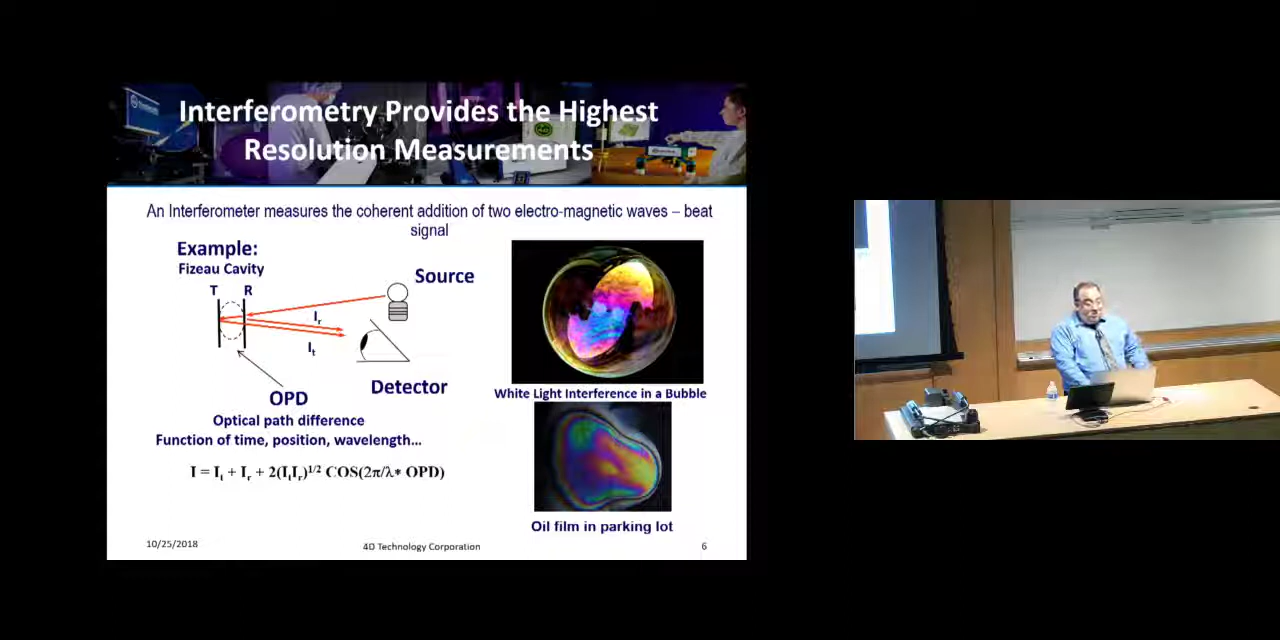 Interferometry Provides the Highest
Resolution Measurements
An Interferometer measures the coherent addition of two electro-magnetic waves – beat
signal
Example:
Fizeau Cavity
T R
Source
Ir
It
Detector
OPD
Optical path difference
Function of time, position, wavelength…
I = It + Ir + 2(ItIr)1/2 COS(2π/λ* OPD)
White Light Interference in a Bubble
Oil film in parking lot
10/25/2018
4D Technology Corporation
6